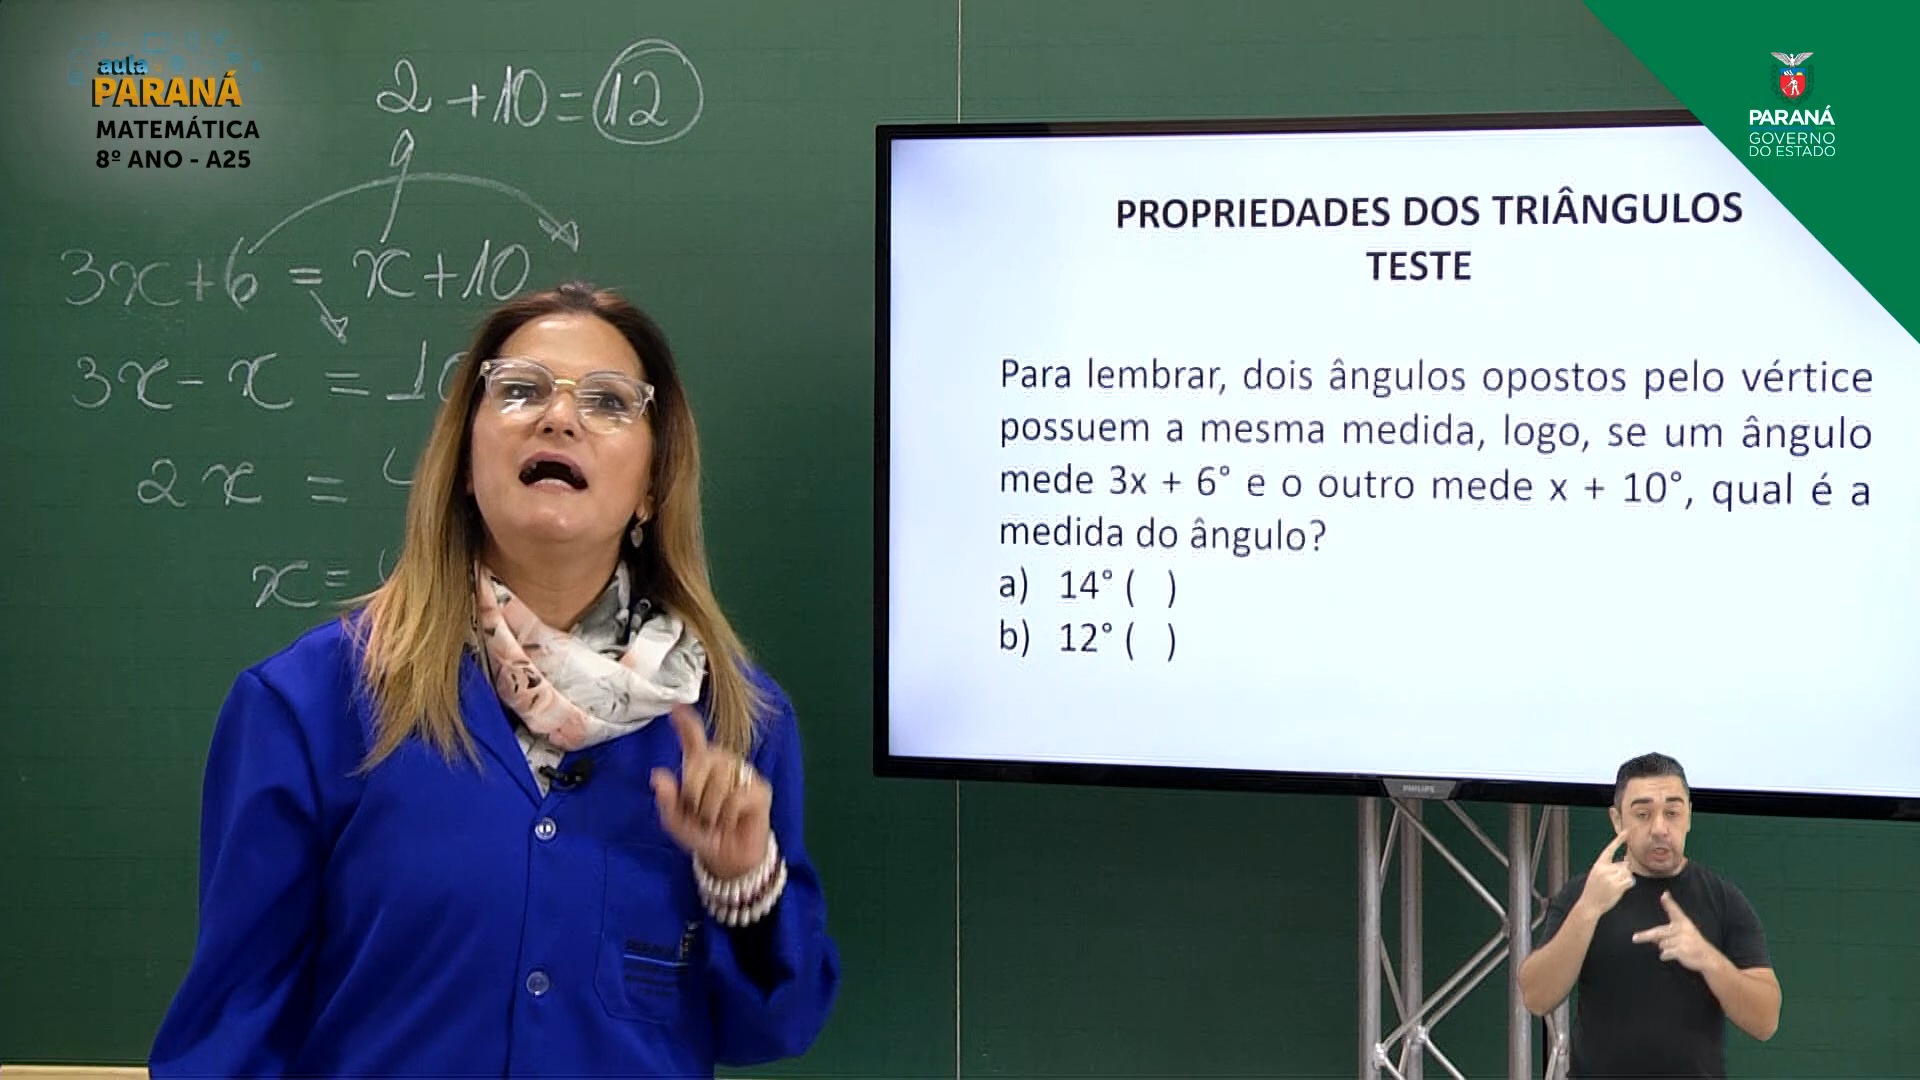 aula
PARANÁ
MATEMÁTICA
8º ANO - A25
2 + 10 = 12
3x + 6 = x + 10
3x - x = 10
2x =
x =
PROPRIEDADES DOS TRIÂNGULOS
TESTE
Para lembrar, dois ângulos opostos pelo vértice
possuem a mesma medida, logo, se um ângulo
mede 3x + 6° e o outro mede x + 10°, qual é a
medida do ângulo?
a) 14° ( )
b) 12° ( )
PARANÁ
GOVERNO
DO ESTADO
PHILIPS